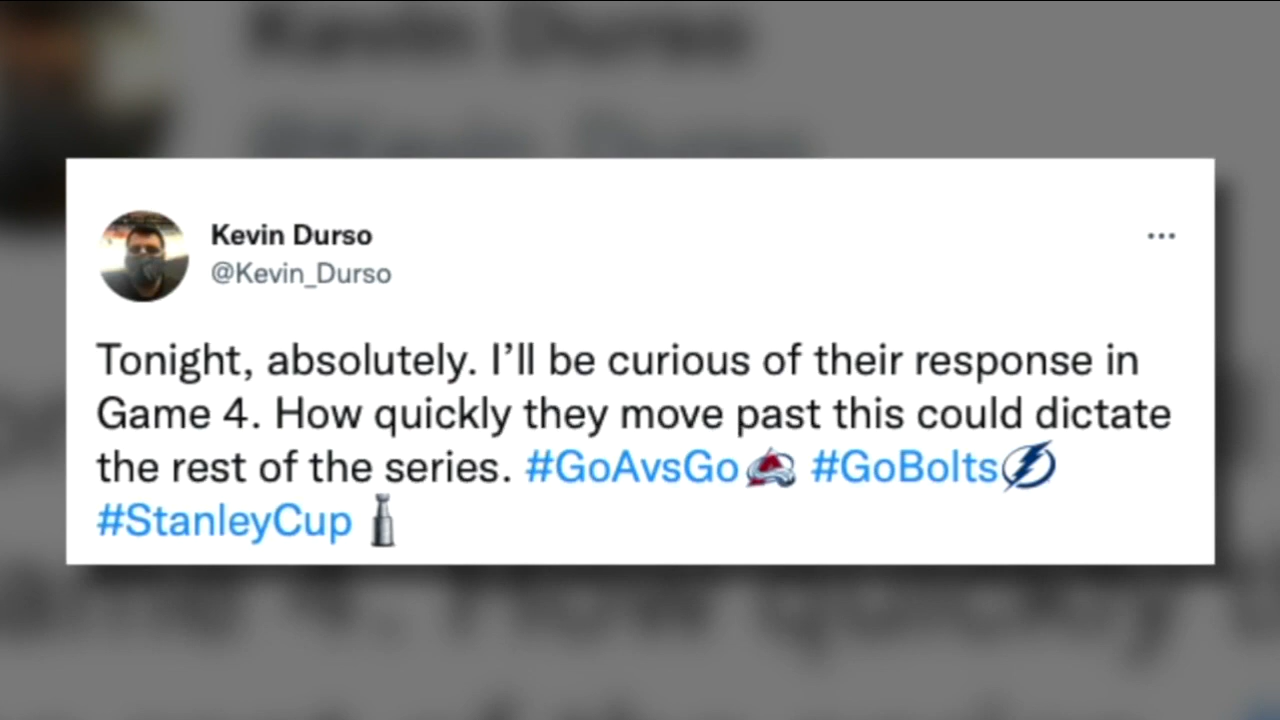 Kevin Durso
@Kevin_Durso
Tonight, absolutely. I’ll be curious of their response in
Game 4. How quickly they move past this could dictate
the rest of the series. #GoAvsGo #GoBolts
#StanleyCup